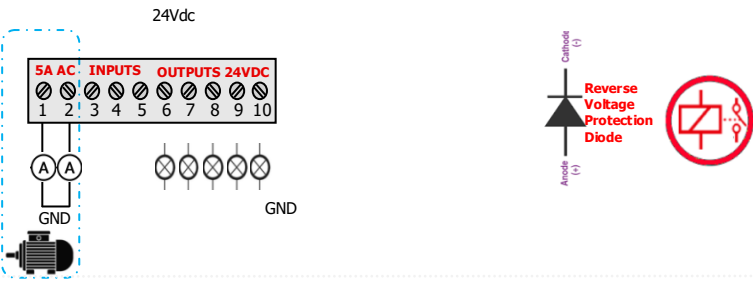 24Vdc
5A AC INPUTS OUTPUTS 24VDC
1 2 3 4 5 6 7 8 9 10
A A
GND
GND
Cathode
(-)
Reverse
Voltage
Protection
Diode
Anode
(+)